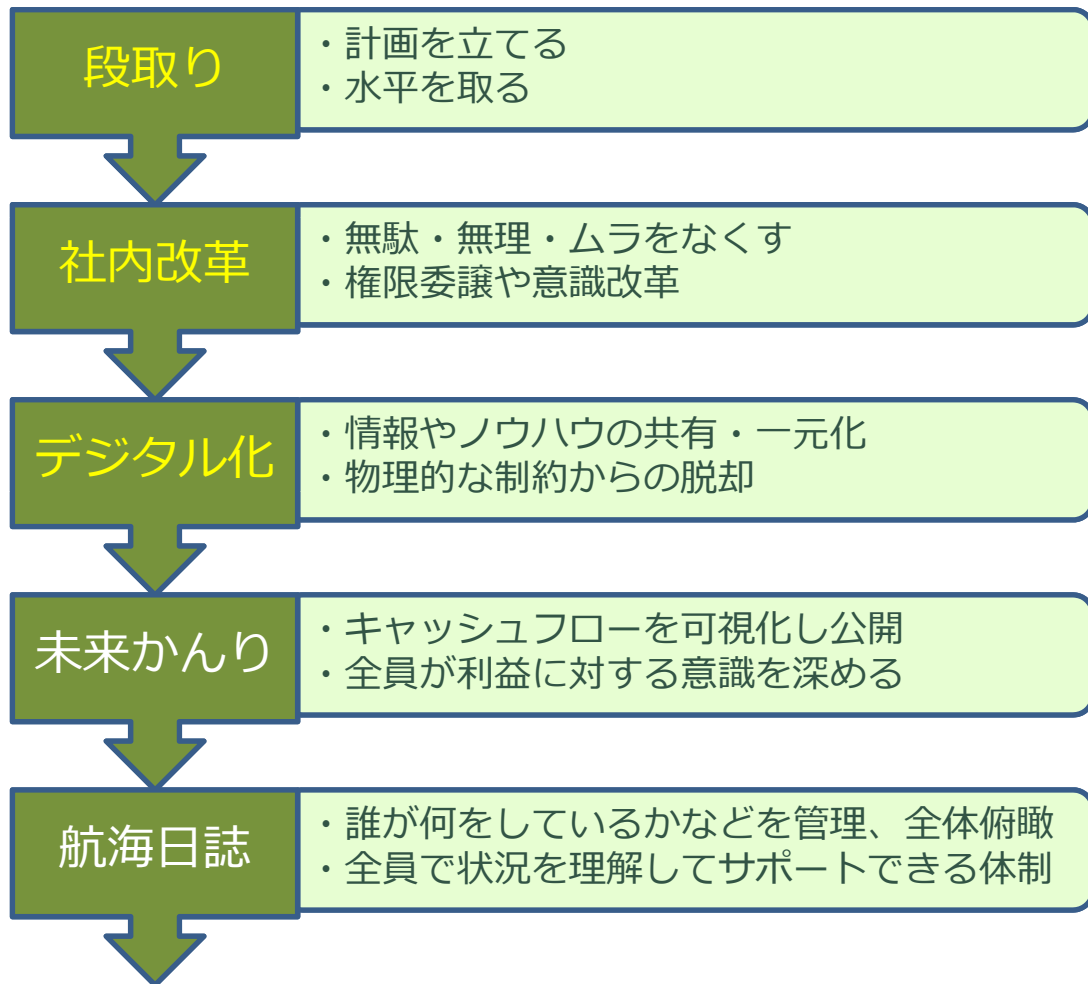 段取り
・計画を立てる
・水平を取る
社内改革
・無駄・無理・ムラをなくす
・権限委譲や意識改革
デジタル化
・情報やノウハウの共有・一元化
・物理的な制約からの脱却
未来かんり
・キャッシュフローを可視化し公開
・全員が利益に対する意識を深める
航海日誌
・誰が何をしているかなどを管理、全体俯瞰
・全員で状況を理解してサポートできる体制